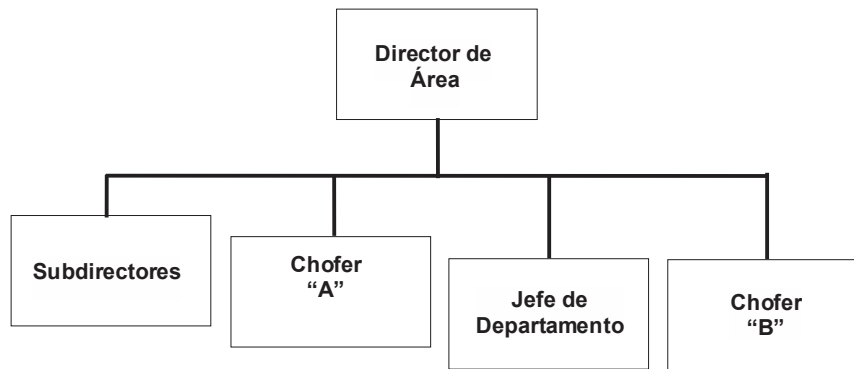 Director de
Área
Subdirectores
Chofer
“A”
Jefe de
Departamento
Chofer
“B”